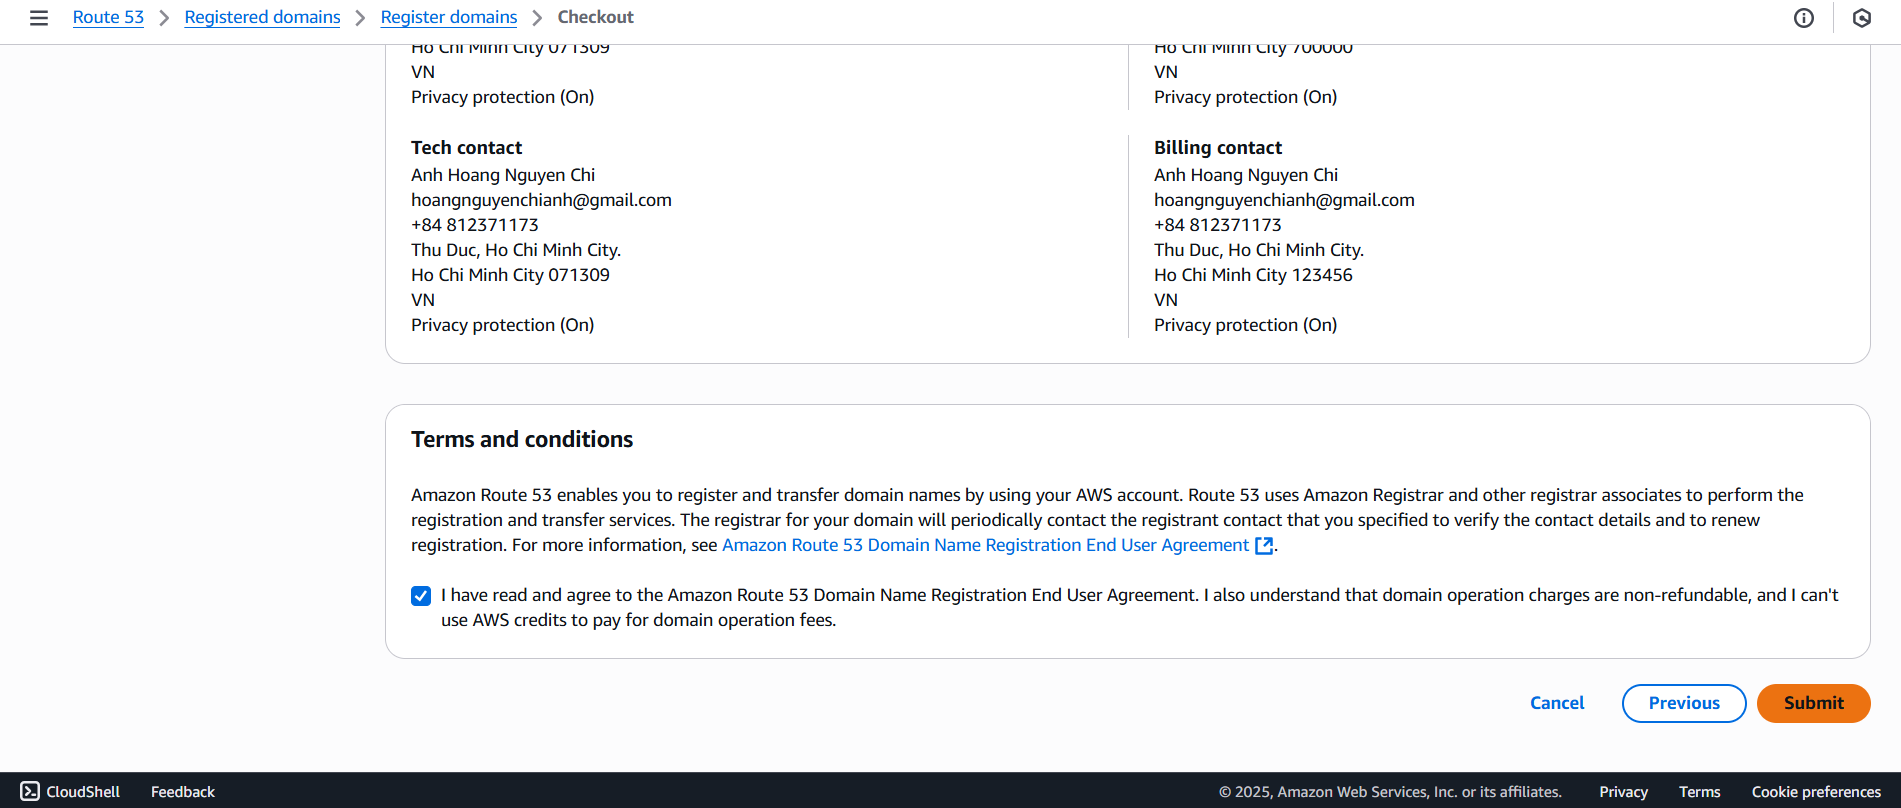 Route 53 > Registered domains > Register domains > Checkout
Ho Chi Minh City 071309
VN
Privacy protection (On)
Ho Chi Minh City 700000
VN
Privacy protection (On)
Tech contact
Anh Hoang Nguyen Chi
hoangnguyenchianh@gmail.com
+84 812371173
Thu Duc, Ho Chi Minh City.
Ho Chi Minh City 071309
VN
Privacy protection (On)
Billing contact
Anh Hoang Nguyen Chi
hoangnguyenchianh@gmail.com
+84 812371173
Thu Duc, Ho Chi Minh City.
Ho Chi Minh City 123456
VN
Privacy protection (On)
Terms and conditions
Amazon Route 53 enables you to register and transfer domain names by using your AWS account. Route 53 uses Amazon Registrar and other registrar associates to perform the
registration and transfer services. The registrar for your domain will periodically contact the registrant contact that you specified to verify the contact details and to renew
registration. For more information, see Amazon Route 53 Domain Name Registration End User Agreement.
I have read and agree to the Amazon Route 53 Domain Name Registration End User Agreement. I also understand that domain operation charges are non-refundable, and I can't
use AWS credits to pay for domain operation fees.
Cancel
Previous
Submit
CloudShell
Feedback
© 2025, Amazon Web Services, Inc. or its affiliates.
Privacy
Terms
Cookie preferences